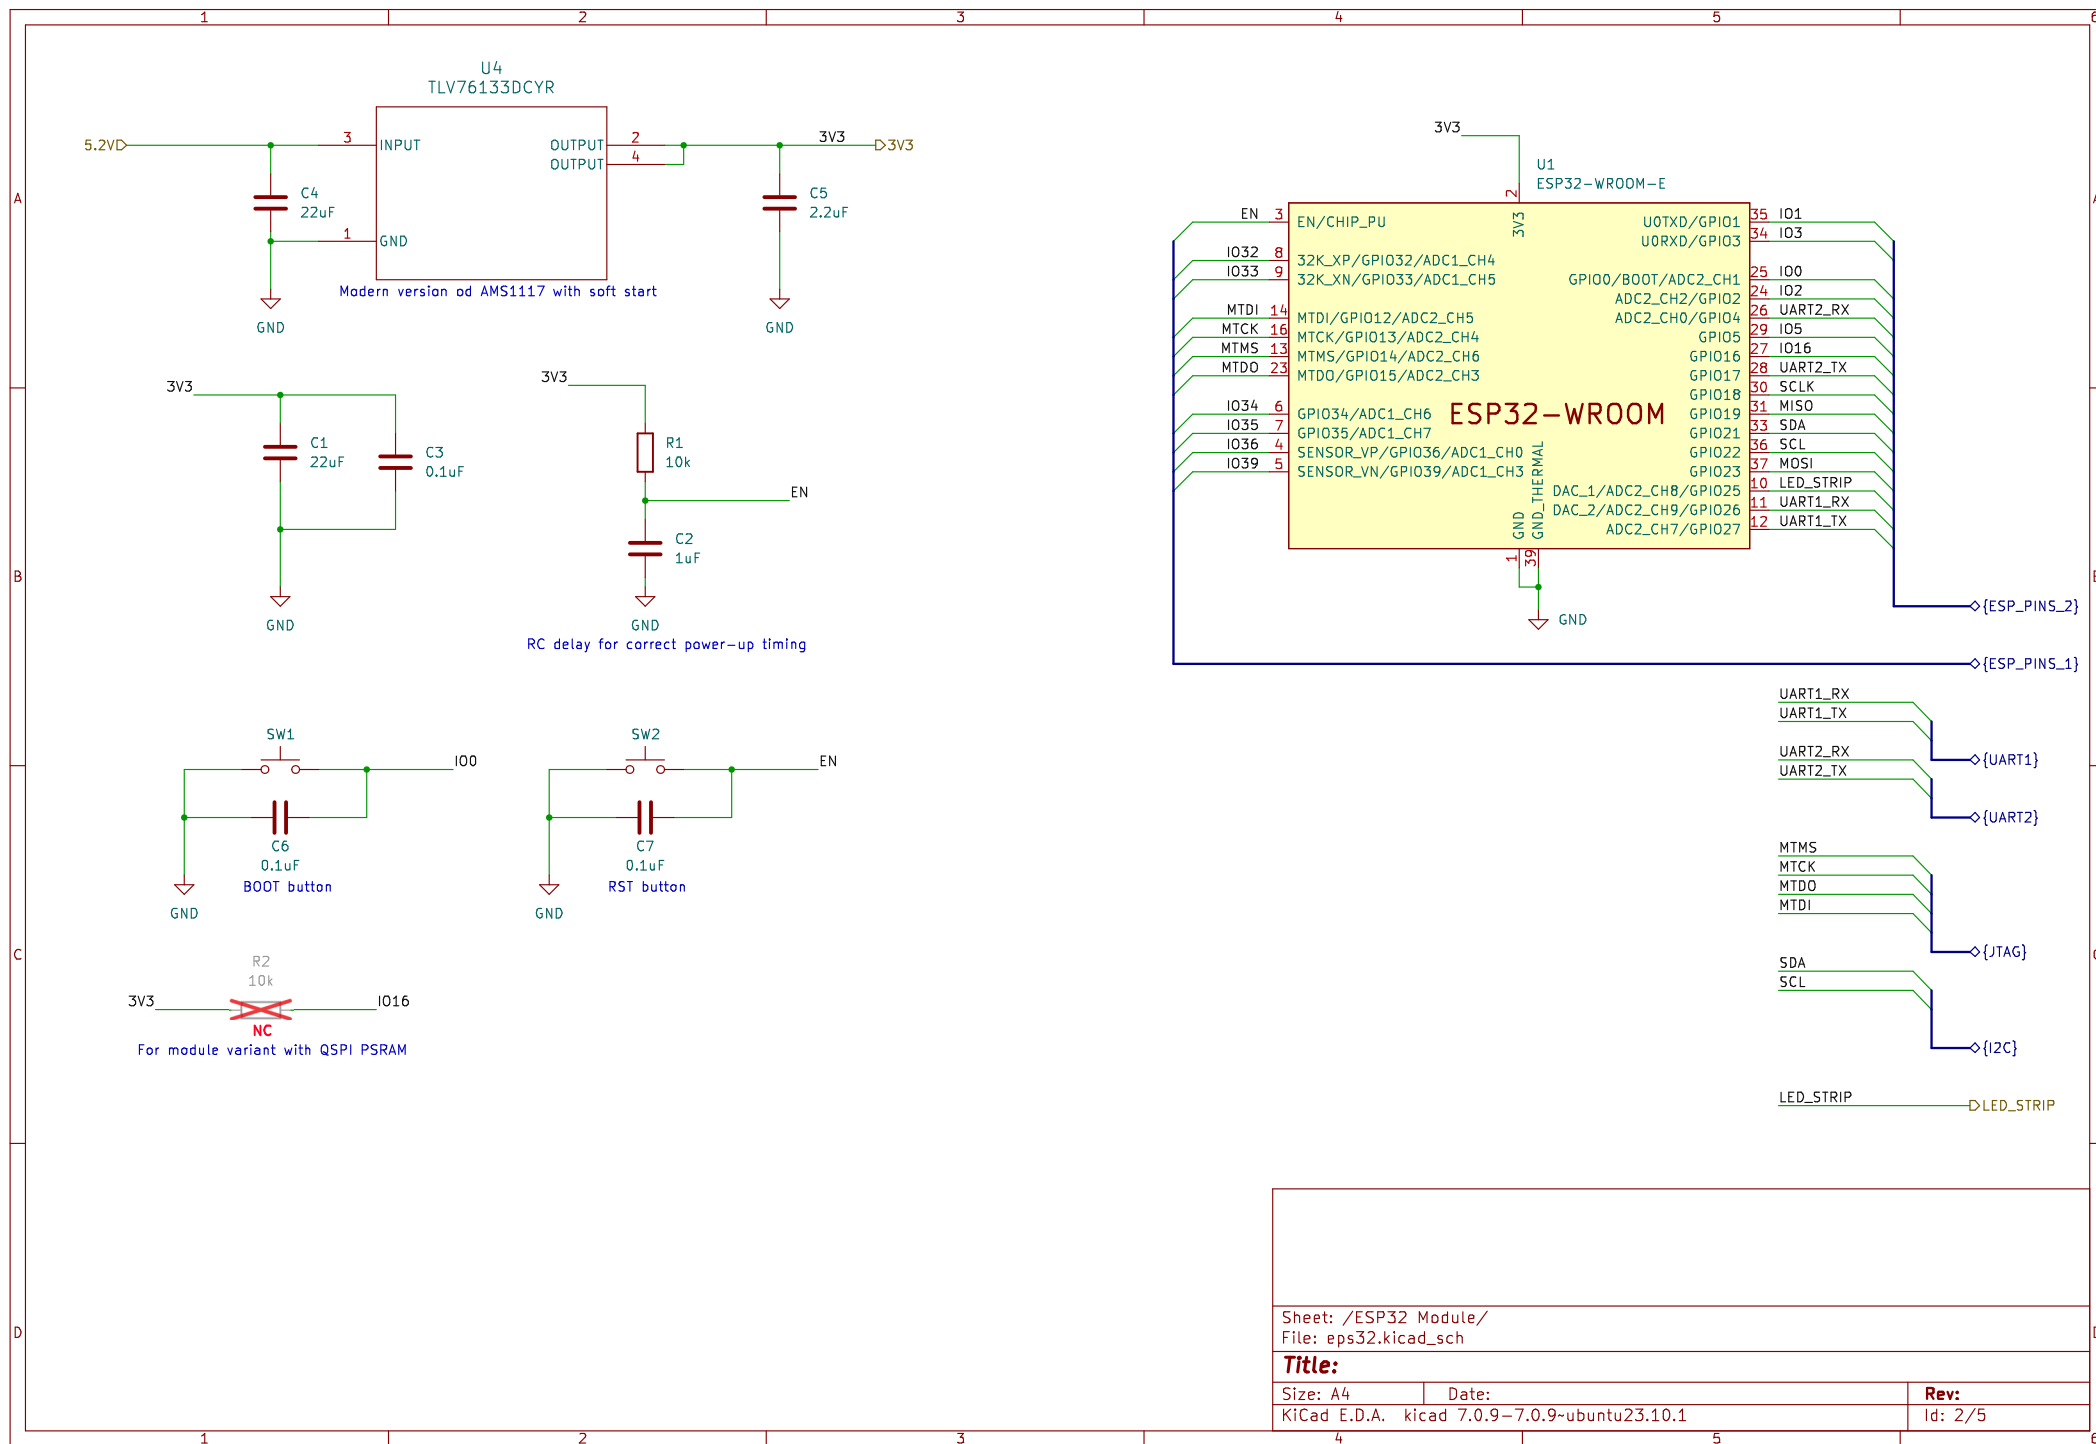 1 2 3 4 5 6
U4
TLV76133DCYR
5.2V
3 INPUT
OUTPUT 2
OUTPUT 4
3V3
3V3
C4
22uF
1 GND
C5
2.2uF
Modern version od AMS1117 with soft start
GND
GND
A
3V3
C1
22uF
C3
0.1uF
GND
3V3
R1
10k
EN
C2
1uF
GND
RC delay for correct power-up timing
B
SW1
IO0
C6
0.1uF
BOOT button
GND
SW2
EN
C7
0.1uF
RST button
GND
C
R2
10k
3V3
IO16
NC
For module variant with QSPI PSRAM
3V3
U1
ESP32-WROOM-E
2
3V3
EN 3 EN/CHIP_PU
IO32 8 32K_XP/GPIO32/ADC1_CH4
IO33 9 32K_XN/GPIO33/ADC1_CH5
MTDI 14 MTDI/GPIO12/ADC2_CH5
MTCK 16 MTCK/GPIO13/ADC2_CH4
MTMS 13 MTMS/GPIO14/ADC2_CH6
MTDO 23 MTDO/GPIO15/ADC2_CH3
IO34 6 GPIO34/ADC1_CH6
IO35 7 GPIO35/ADC1_CH7
IO36 4 SENSOR_VP/GPIO36/ADC1_CH0
IO39 5 SENSOR_VN/GPIO39/ADC1_CH3
ESP32-WROOM
U0TXD/GPIO1 35 IO1
U0RXD/GPIO3 34 IO3
GPIO0/BOOT/ADC2_CH1 25 IO0
ADC2_CH2/GPIO2 24 IO2
ADC2_CH0/GPIO4 26 UART2_RX
GPIO5 29 IO5
GPIO16 27 IO16
GPIO17 28 UART2_TX
GPIO18 30 SCLK
GPIO19 31 MISO
GPIO21 33 SDA
GPIO22 36 SCL
GPIO23 37 MOSI
DAC_1/ADC2_CH8/GPIO25 10 LED_STRIP
DAC_2/ADC2_CH9/GPIO26 11 UART1_RX
ADC2_CH7/GPIO27 12 UART1_TX
GND
GND_THERMAL
1
39
GND
{ESP_PINS_2}
{ESP_PINS_1}
UART1_RX
UART1_TX
{UART1}
UART2_RX
UART2_TX
{UART2}
MTMS
MTCK
MTDO
MTDI
{JTAG}
SDA
SCL
{I2C}
LED_STRIP
LED_STRIP
D
Sheet: /ESP32 Module/
File: eps32.kicad_sch
Title:
Size: A4 Date: Rev:
KiCad E.D.A. kicad 7.0.9-7.0.9~ubuntu23.10.1 Id: 2/5
1 2 3 4 5 6